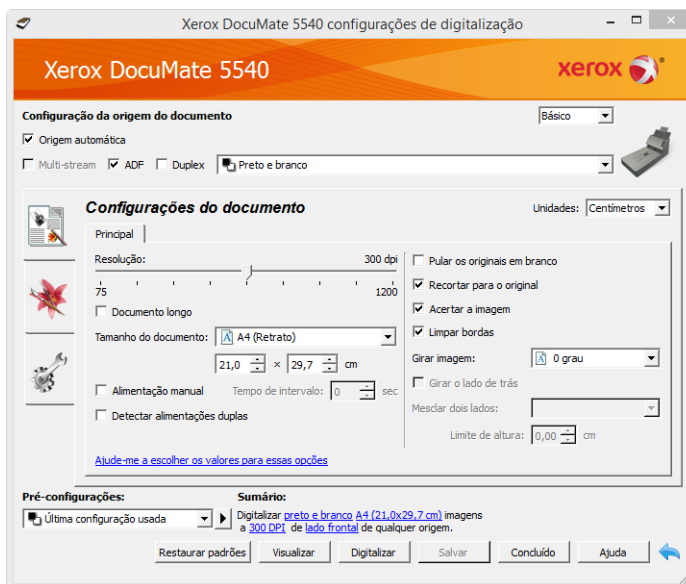 Xerox DocuMate 5540 configurações de digitalização
Xerox DocuMate 5540
xerox
Configuração da origem do documento
Básico
Origem automática
Multi-stream
ADF
Duplex
Preto e branco
Configurações do documento
Unidades: Centímetros
Principal
Resolução: 300 dpi
75 1200
Documento longo
Tamanho do documento: A4 (Retrato)
21,0 × 29,7 cm
Alimentação manual
Tempo de intervalo: 0 sec
Detectar alimentações duplas
Ajude-me a escolher os valores para essas opções
Pular os originais em branco
Recortar para o original
Acertar a imagem
Limpar bordas
Girar imagem: 0 grau
Girar o lado de trás
Mesclar dois lados:
Limite de altura: 0,00 cm
Pré-configurações:
Última configuração usada
Sumário:
Digitalizar preto e branco A4 (21,0x29,7 cm) imagens
a 300 DPI de lado frontal de qualquer origem.
Restaurar padrões
Visualizar
Digitalizar
Salvar
Concluído
Ajuda